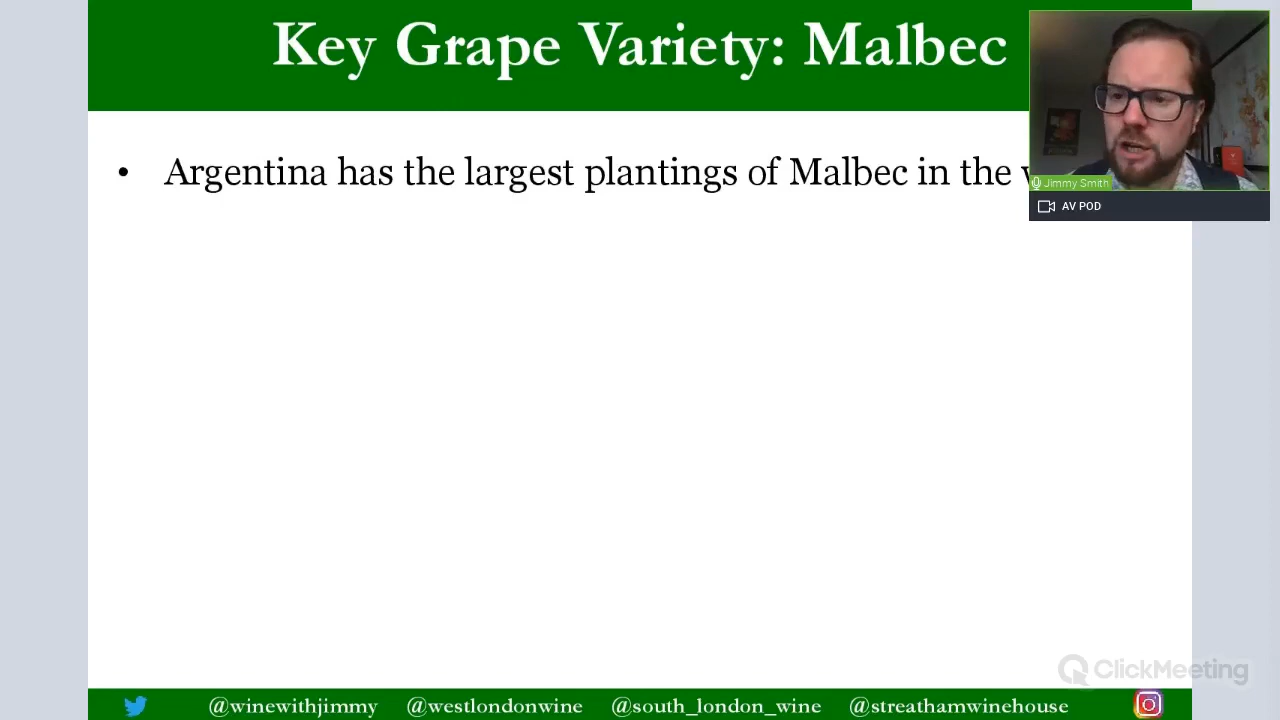 Key Grape Variety: Malbec
• Argentina has the largest plantings of Malbec in the
Jimmy Smith
AV POD
ClickMeeting
@winewithjimmy @westlondonwine @south_london_wine @streathamwinehouse